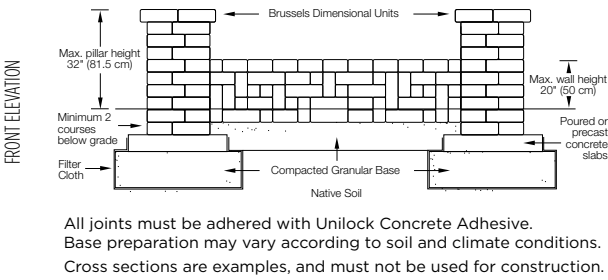 FRONT ELEVATION
Brussels Dimensional Units
Max. pillar height
32" (81.5 cm)
Max. wall height
20" (50 cm)
Minimum 2
courses
below grade
Poured or
precast
concrete
slabs
Filter
Cloth
Compacted Granular Base
Native Soil
All joints must be adhered with Unilock Concrete Adhesive.
Base preparation may vary according to soil and climate conditions.
Cross sections are examples, and must not be used for construction.